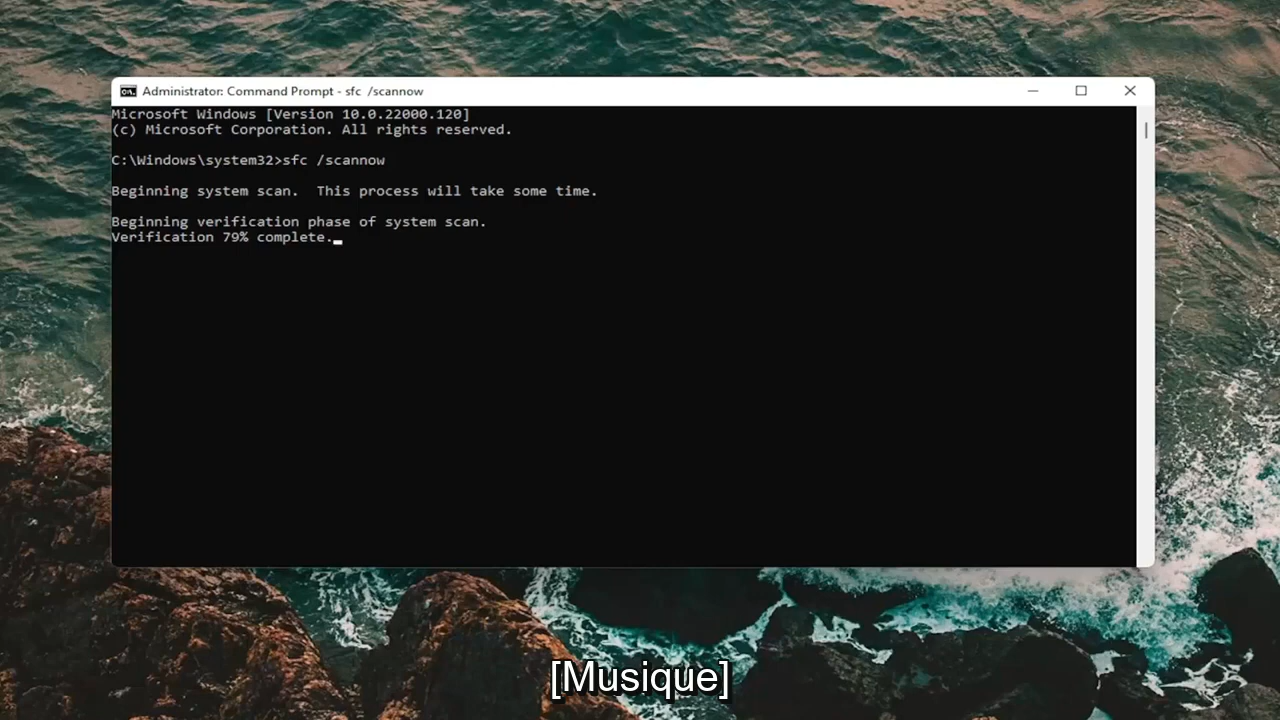 Administrator: Command Prompt - sfc /scannow
Microsoft Windows [Version 10.0.22000.120]
(c) Microsoft Corporation. All rights reserved.
C:\Windows\system32>sfc /scannow
Beginning system scan.  This process will take some time.
Beginning verification phase of system scan.
Verification 79% complete.
[Musique]